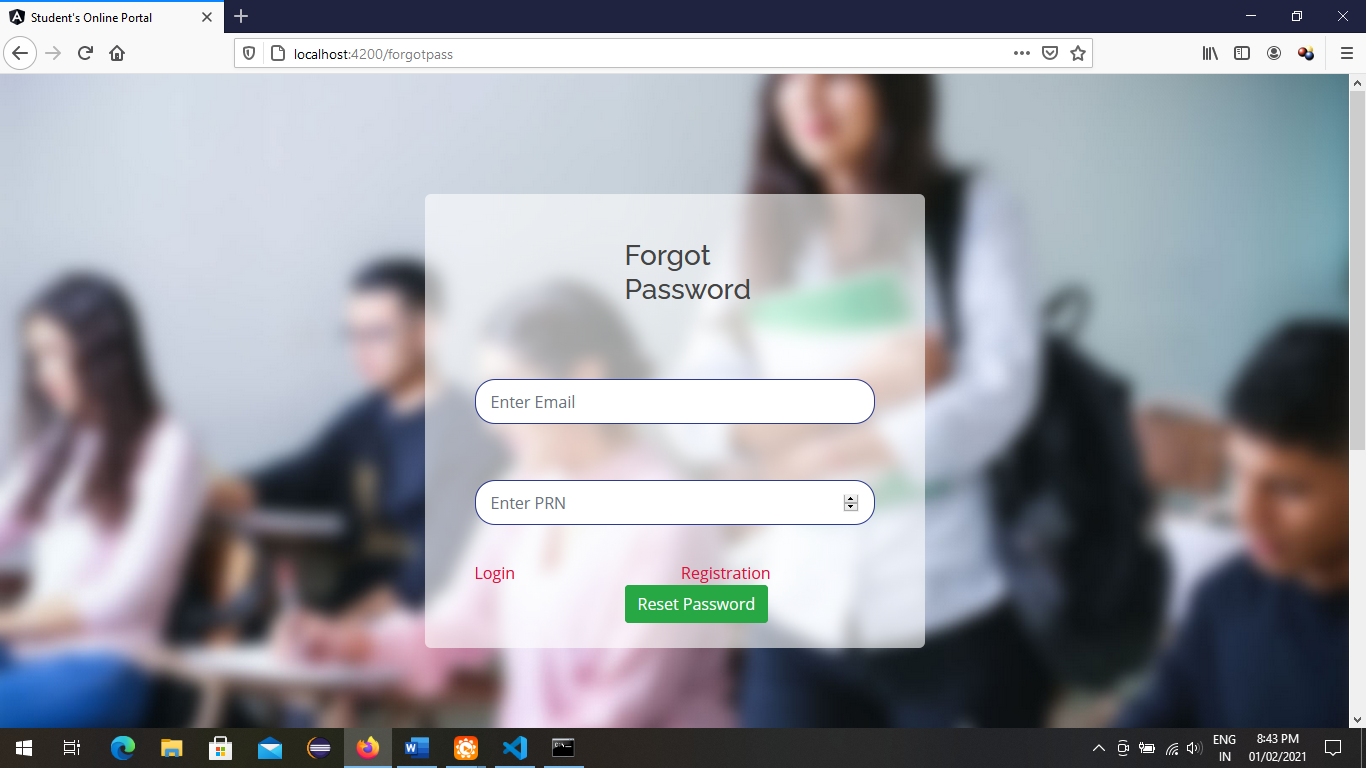 Student's Online Portal
localhost:4200/forgotpass
Forgot
Password
Enter Email
Enter PRN
Login Registration
Reset Password
ENG 8:43 PM
IN 01/02/2021